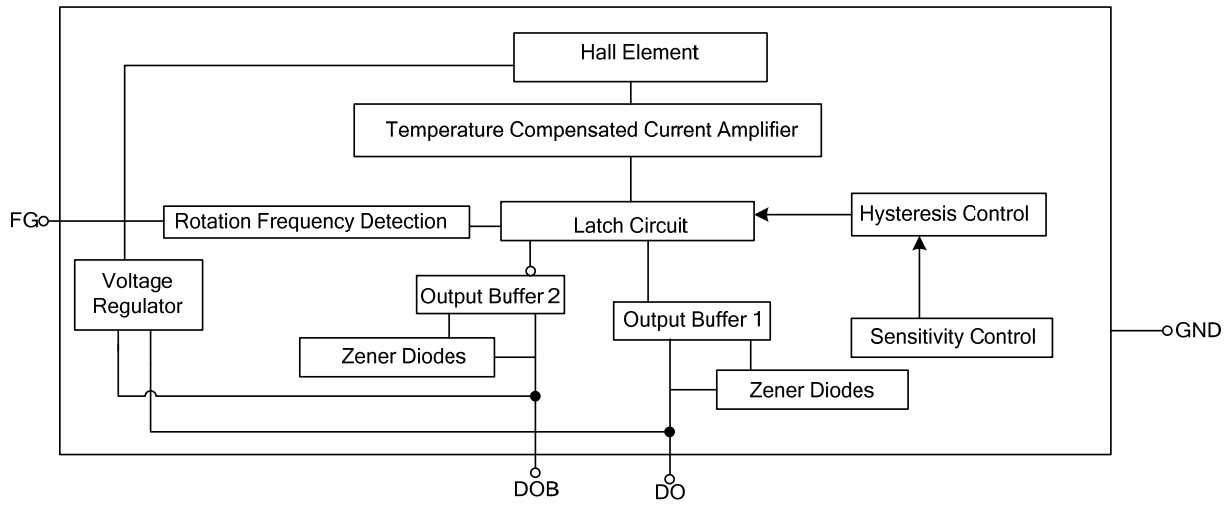 Hall Element
Temperature Compensated Current Amplifier
FG
Rotation Frequency Detection
Latch Circuit
Hysteresis Control
Voltage
Regulator
Output Buffer 2
Output Buffer 1
Sensitivity Control
GND
Zener Diodes
Zener Diodes
DOB
DO